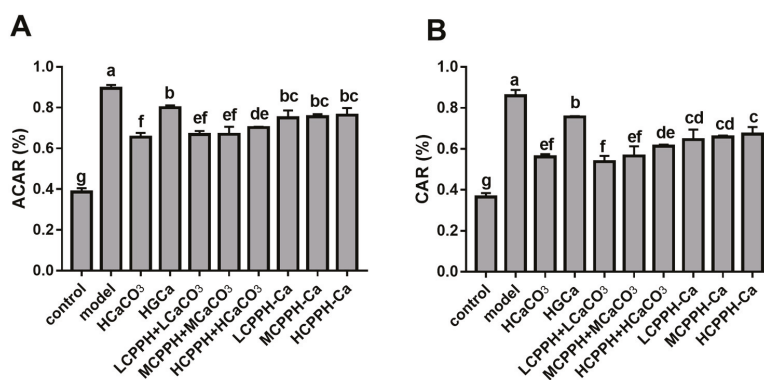 A
ACAR (%)
1.0
0.8
0.6
0.4
0.2
0.0
g
a
f
b
ef
ef
de
bc
bc
bc
control
model
HCaCO3
HGCa
LCPPH+LCaCO3
MCPPH+MCaCO3
HCPPH+HCaCO3
LCPPH-Ca
MCPPH-Ca
HCPPH-Ca
B
CAR (%)
1.0
0.8
0.6
0.4
0.2
0.0
g
a
ef
b
f
ef
de
cd
cd
c
control
model
HCaCO3
HGCa
LCPPH+LCaCO3
MCPPH+MCaCO3
HCPPH+HCaCO3
LCPPH-Ca
MCPPH-Ca
HCPPH-Ca